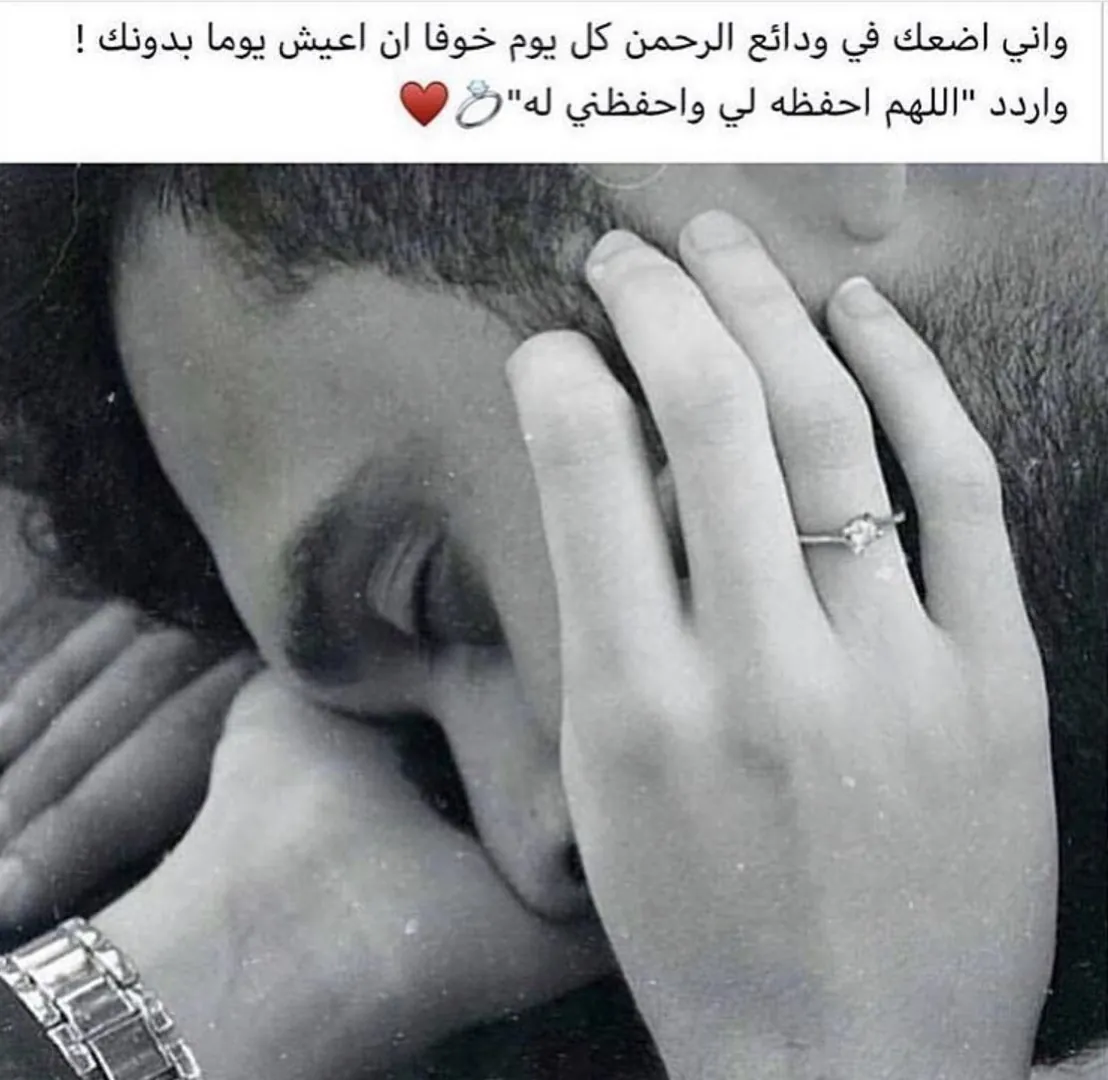 واني اضعك في ودائع الرحمن كل يوم خوفا ان اعيش يوما بدونك !
واردد "اللهم احفظه لي واحفظني له"💍♥️